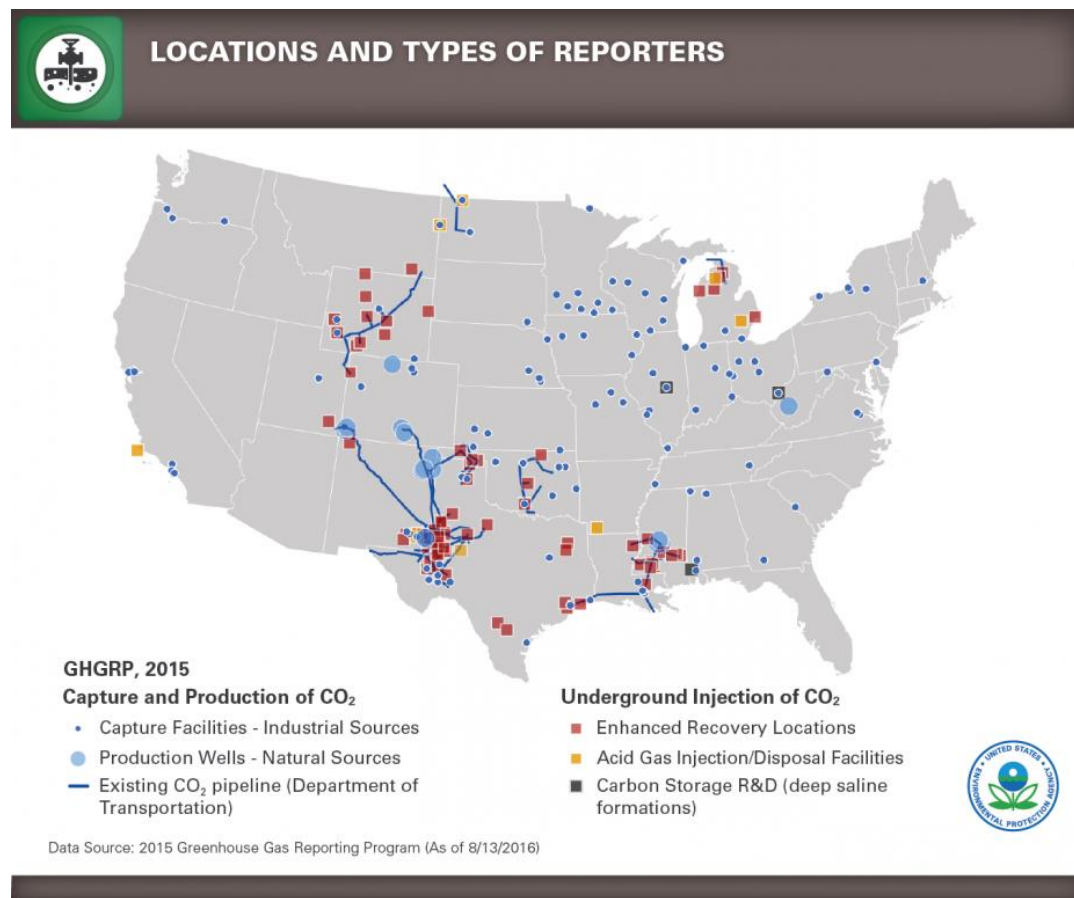 LOCATIONS AND TYPES OF REPORTERS
GHGRP, 2015
Capture and Production of CO₂
Capture Facilities - Industrial Sources
Production Wells - Natural Sources
Existing CO₂ pipeline (Department of
Transportation)
Underground Injection of CO₂
Enhanced Recovery Locations
Acid Gas Injection/Disposal Facilities
Carbon Storage R&D (deep saline
formations)
UNITED STATES
ENVIRONMENTAL PROTECTION AGENCY
Data Source: 2015 Greenhouse Gas Reporting Program (As of 8/13/2016)